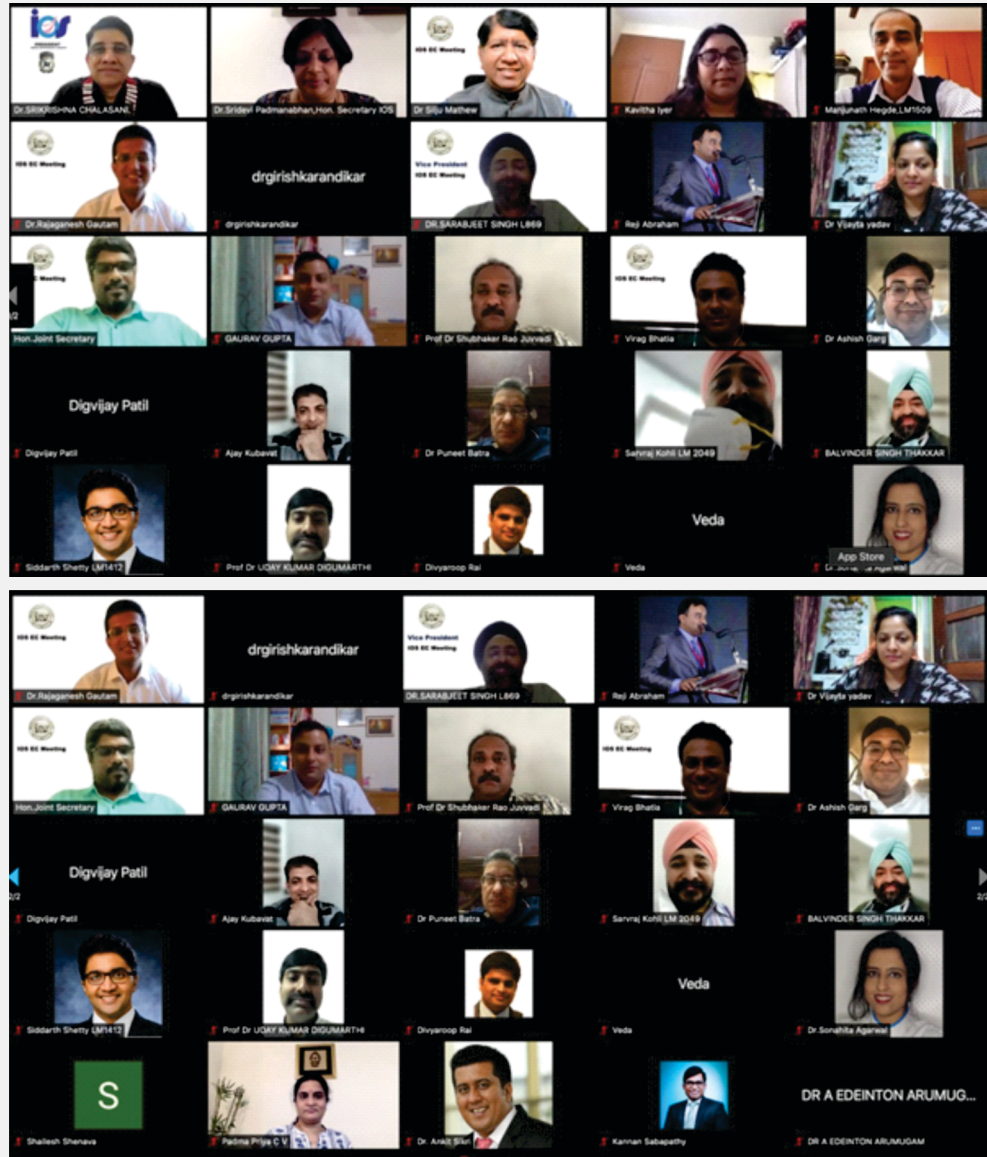 ios
PRESIDENT
Dr.SRIKRISHNA CHALASANI.
Dr.Sridevi Padmanabhan,Hon. Secretary IOS
IOS EC Meeting
Dr Silju Mathew
Kavitha Iyer
Manjunath Hegde,LM1509
IOS EC Meeting
Dr.Rajaganesh Gautam
drgirishkarandikar
drgirishkarandikar
Vice President
IOS EC Meeting
DR.SARABJEET SINGH L869
Reji Abraham
Dr Vijayta yadav
EC Meeting
Hon.Joint Secretary
GAURAV GUPTA
Prof Dr Shubhaker Rao Juvvadi
IOS EC Meeting
Virag Bhatia
Dr Ashish Garg
Digvijay Patil
Digvijay Patil
Ajay Kubavat
Dr Puneet Batra
Sarvraj Kohli LM 2049
BALVINDER SINGH THAKKAR
Siddarth Shetty LM1412
Prof Dr UDAY KUMAR DIGUMARTHI
Divyaroop Rai
Veda
Veda
App Store
Agarwal
IOS EC Meeting
Dr.Rajaganesh Gautam
drgirishkarandikar
drgirishkarandikar
Vice President
IOS EC Meeting
DR.SARABJEET SINGH L869
Reji Abraham
Dr Vijayta yadav
IOS EC Meeting
Hon.Joint Secretary
GAURAV GUPTA
Prof Dr Shubhaker Rao Juvvadi
IOS EC Meeting
Virag Bhatia
Dr Ashish Garg
Digvijay Patil
Digvijay Patil
Ajay Kubavat
Dr Puneet Batra
Sarvraj Kohli LM 2049
BALVINDER SINGH THAKKAR
2/2
2/2
Siddarth Shetty LM1412
Prof Dr UDAY KUMAR DIGUMARTHI
Divyaroop Rai
Veda
Veda
Dr.Sonahita Agarwal
S
Shailesh Shenava
Padma Priya C V
Dr. Ankit Sikri
Kannan Sabapathy
DR A EDEINTON ARUMUG...
DR A EDEINTON ARUMUGAM